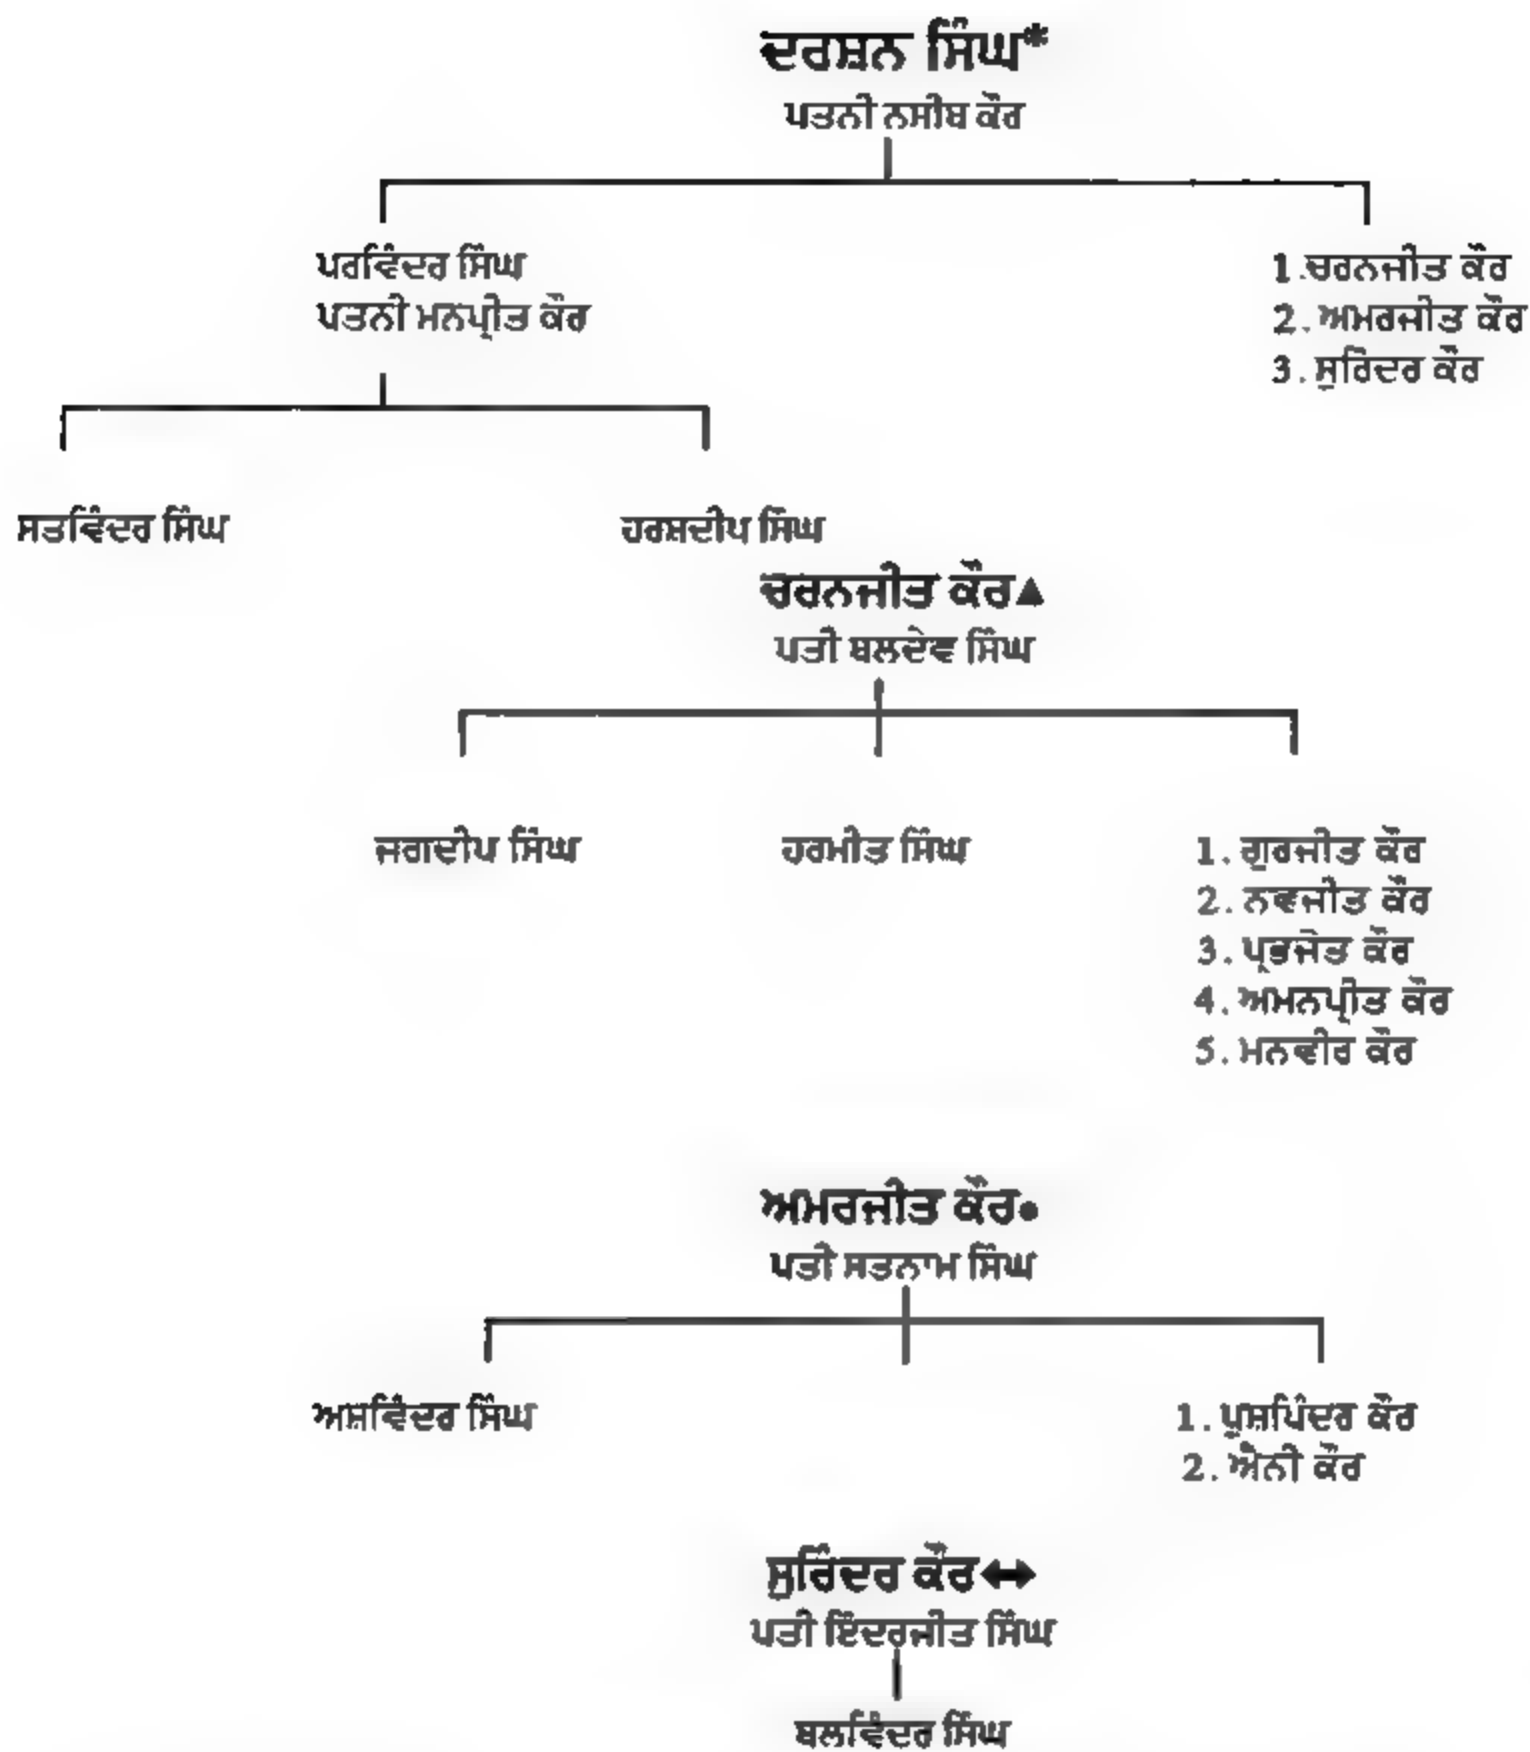 ਦਰਸ਼ਨ ਸਿੰਘ*
ਪਤਨੀ ਨਸੀਬ ਕੌਰ
ਪਰਵਿੰਦਰ ਸਿੰਘ
ਪਤਨੀ ਮਨਪ੍ਰੀਤ ਕੌਰ
1.ਚਰਨਜੀਤ ਕੌਰ
2. ਅਮਰਜੀਤ ਕੌਰ
3. ਸੁਰਿੰਦਰ ਕੌਰ
ਸਤਵਿੰਦਰ ਸਿੰਘ
ਹਰਸ਼ਦੀਪ ਸਿੰਘ
ਚਰਨਜੀਤ ਕੌਰ▲
ਪਤੀ ਬਲਦੇਵ ਸਿੰਘ
ਜਗਦੀਪ ਸਿੰਘ
ਹਰਮੀਤ ਸਿੰਘ
1. ਗੁਰਜੀਤ ਕੌਰ
2. ਨਵਜੀਤ ਕੌਰ
3. ਪ੍ਰਭਜੋਤ ਕੌਰ
4. ਅਮਨਪ੍ਰੀਤ ਕੌਰ
5. ਮਨਵੀਰ ਕੌਰ
ਅਮਰਜੀਤ ਕੌਰ●
ਪਤੀ ਸਤਨਾਮ ਸਿੰਘ
ਅਸ਼ਵਿੰਦਰ ਸਿੰਘ
1. ਪੁਸ਼ਪਿੰਦਰ ਕੌਰ
2. ਐਨੀ ਕੌਰ
ਸੁਰਿੰਦਰ ਕੌਰ⬌
ਪਤੀ ਇੰਦਰਜੀਤ ਸਿੰਘ
ਬਲਵਿੰਦਰ ਸਿੰਘ